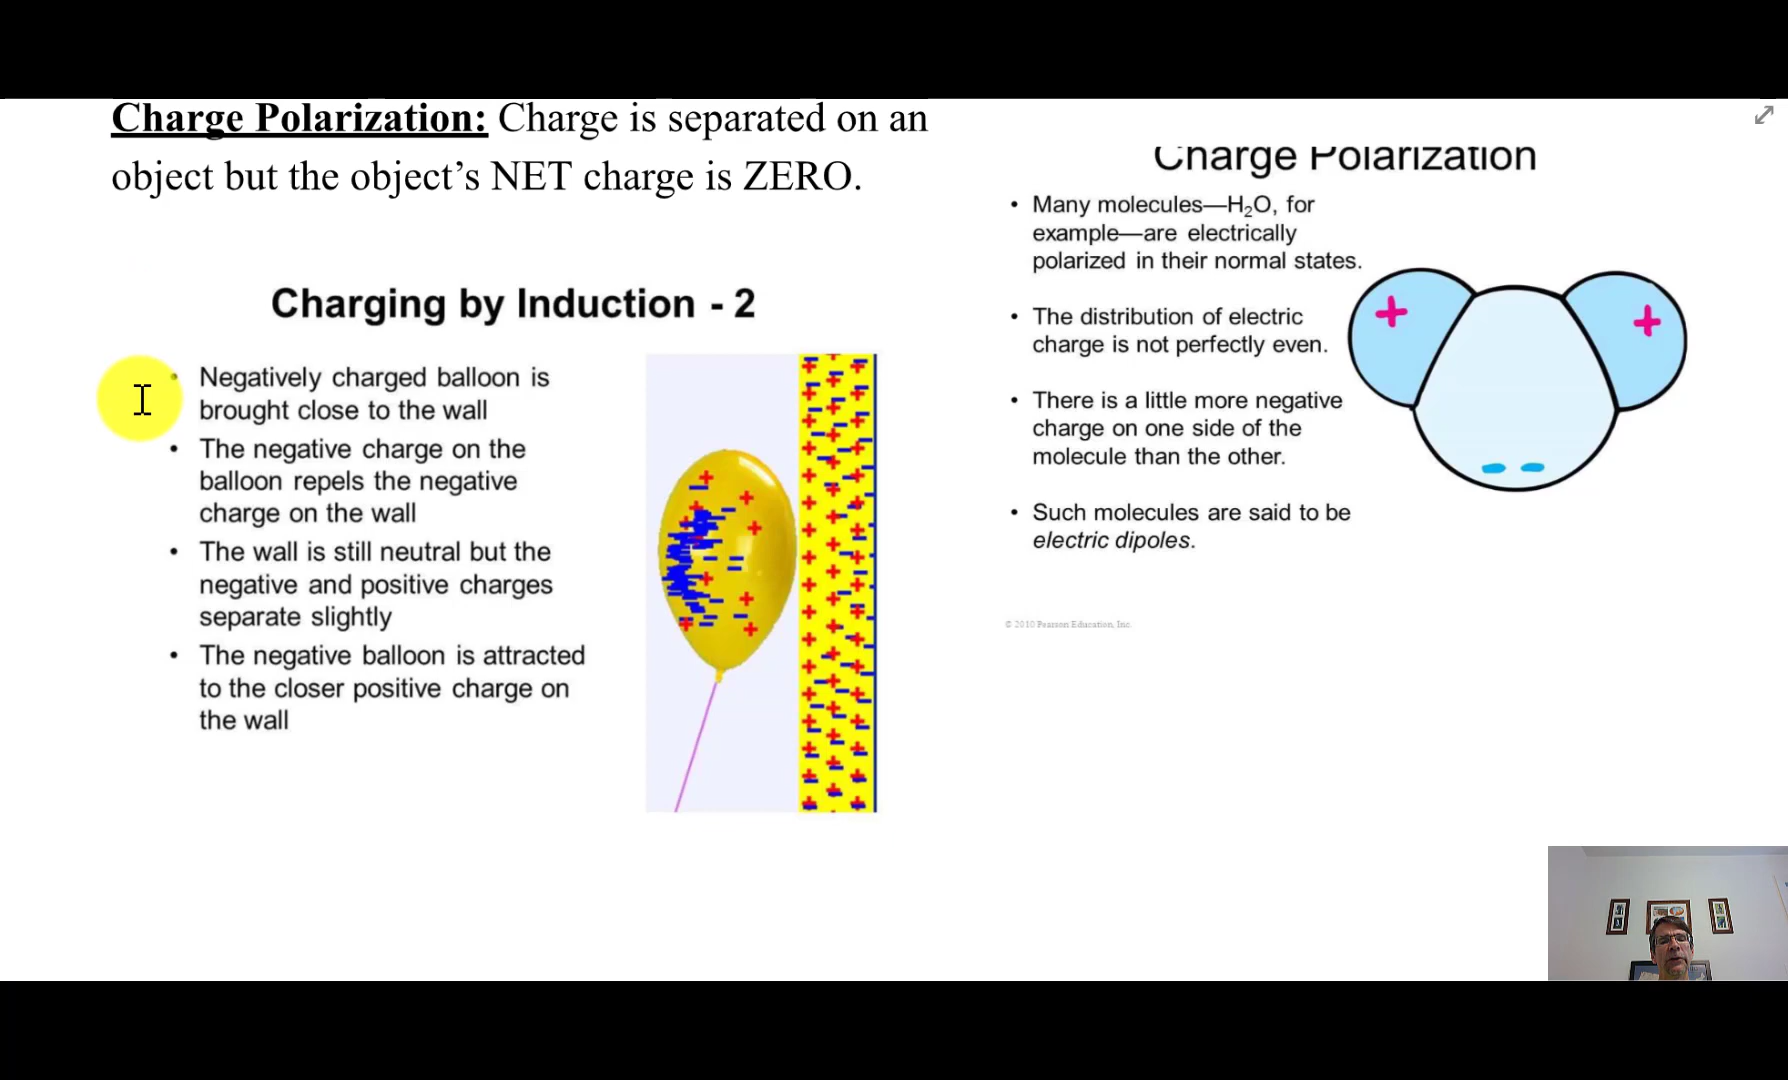 Charge Polarization: Charge is separated on an
object but the object’s NET charge is ZERO.
Charging by Induction - 2
• Negatively charged balloon is
brought close to the wall
• The negative charge on the
balloon repels the negative
charge on the wall
• The wall is still neutral but the
negative and positive charges
separate slightly
• The negative balloon is attracted
to the closer positive charge on
the wall
Charge Polarization
• Many molecules—H₂O, for
example—are electrically
polarized in their normal states.
• The distribution of electric
charge is not perfectly even.
• There is a little more negative
charge on one side of the
molecule than the other.
• Such molecules are said to be
electric dipoles.
© 2010 Pearson Education, Inc.